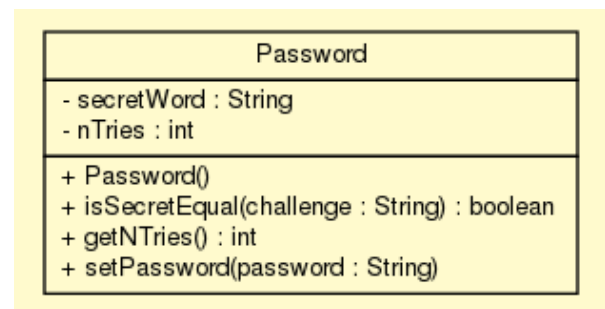 Password
- secretWord : String
- nTries : int
+ Password()
+ isSecretEqual(challenge : String) : boolean
+ getNTries() : int
+ setPassword(password : String)